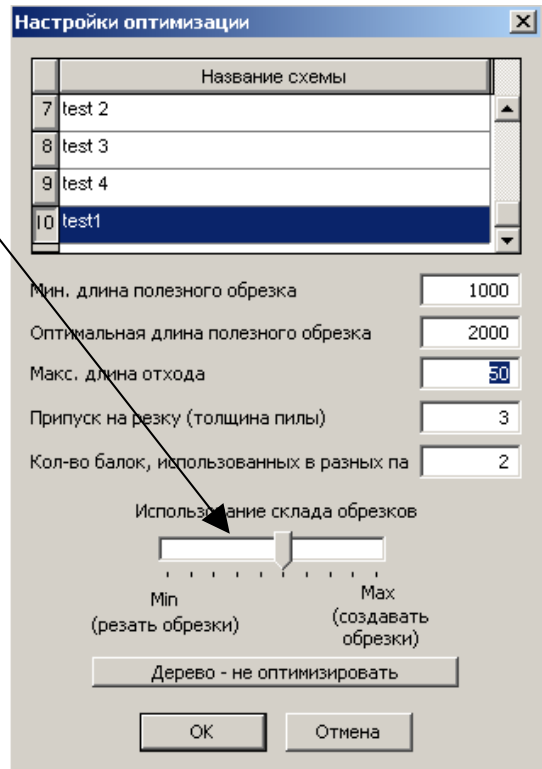 Настройки оптимизации
Название схемы
7 test 2
8 test 3
9 test 4
10 test1
Мин. длина полезного обрезка 1000
Оптимальная длина полезного обрезка 2000
Макс. длина отхода 50
Припуск на резку (толщина пилы) 3
Кол-во балок, использованных в разных па 2
Использование склада обрезков
Min Max
(резать обрезки) (создавать
обрезки)
Дерево - не оптимизировать
OK Отмена